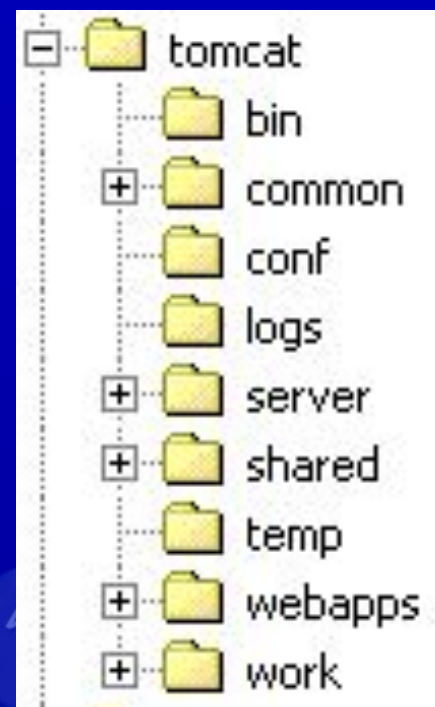 tomcat
bin
common
conf
logs
server
shared
temp
webapps
work